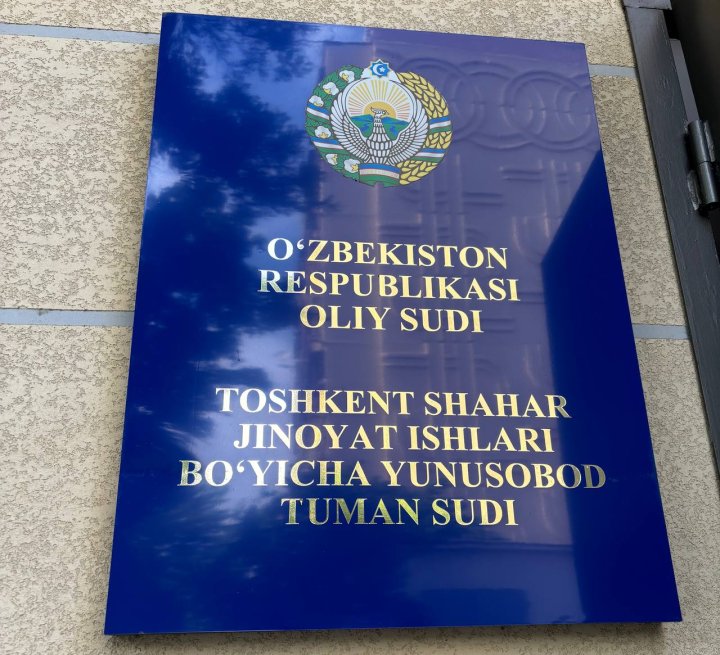 O‘ZBEKISTON
RESPUBLIKASI
OLIY SUDI
TOSHKENT SHAHAR
JINOYAT ISHLARI
BO‘YICHA YUNUSOBOD
TUMAN SUDI